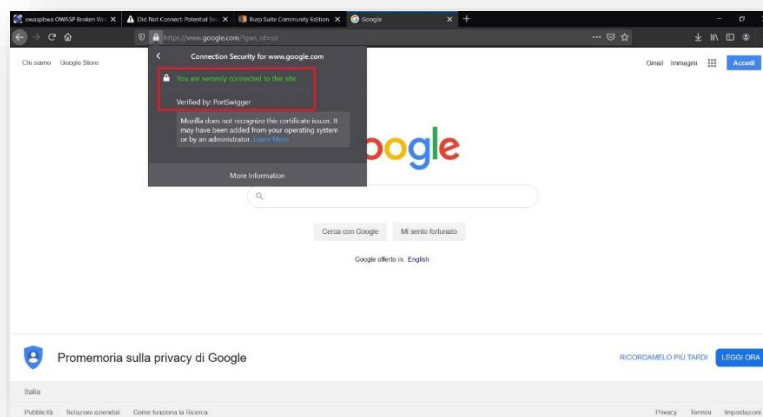 owaspbwa OWASP Broken We
Did Not Connect: Potential Sec
Burp Suite Community Edition
Google
https://www.google.com/?gws_rd=ssl
Chi siamo Google Store
Gmail Immagini Accedi
Connection Security for www.google.com
You are securely connected to this site.
Verified by: PortSwigger
Mozilla does not recognize this certificate issuer. It
may have been added from your operating system
or by an administrator. Learn More
More Information
ogle
Cerca con Google Mi sento fortunato
Google offerto in: English
Promemoria sulla privacy di Google
RICORDAMELO PIÙ TARDI LEGGI ORA
Italia
Pubblicità Soluzioni aziendali Come funziona la Ricerca
Privacy Termini Impostazioni